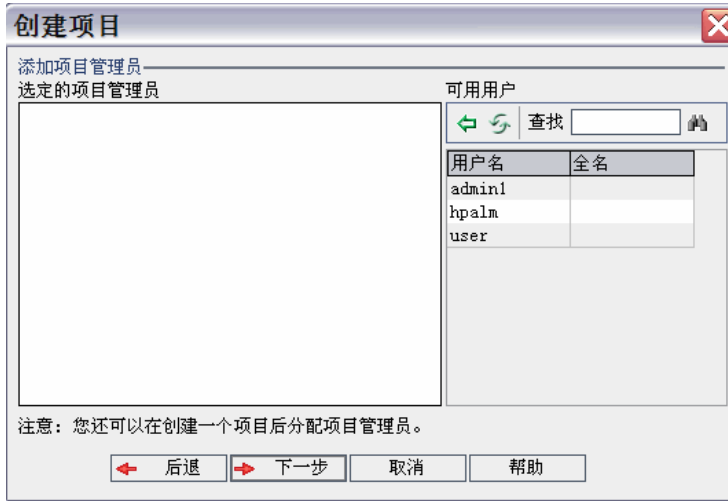 创建项目
添加项目管理员
选定的项目管理员
可用用户
查找
用户名 全名
admin1
hpalm
user
注意：您还可以在创建一个项目后分配项目管理员。
后退 下一步 取消 帮助